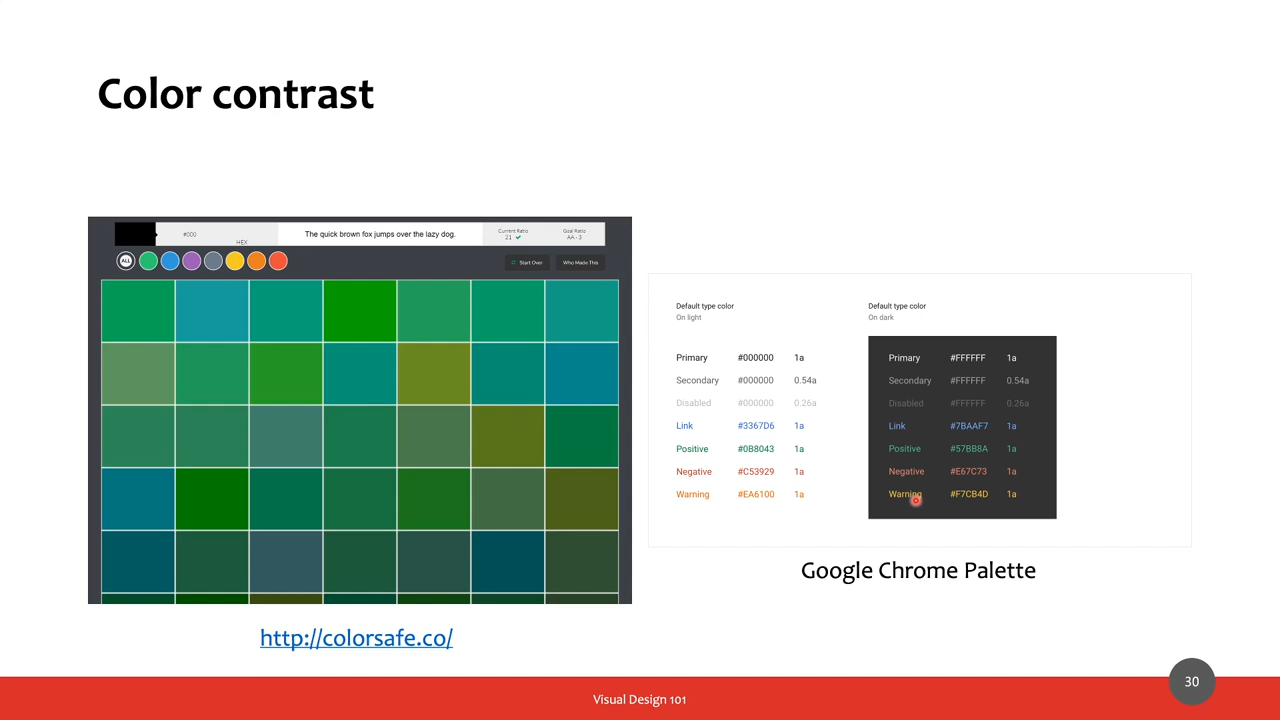 Color contrast
#000
HEX
The quick brown fox jumps over the lazy dog.
Current Ratio
21 ✔
Goal Ratio
AA - 3
ALL
Start Over
Who Made This
http://colorsafe.co/
Default type color
On light
Primary #000000 1a
Secondary #000000 0.54a
Disabled #000000 0.26a
Link #3367D6 1a
Positive #0B8043 1a
Negative #C53929 1a
Warning #EA6100 1a
Default type color
On dark
Primary #FFFFFF 1a
Secondary #FFFFFF 0.54a
Disabled #FFFFFF 0.26a
Link #7BAAF7 1a
Positive #57BB8A 1a
Negative #E67C73 1a
Warning #F7CB4D 1a
Google Chrome Palette
Visual Design 101
30